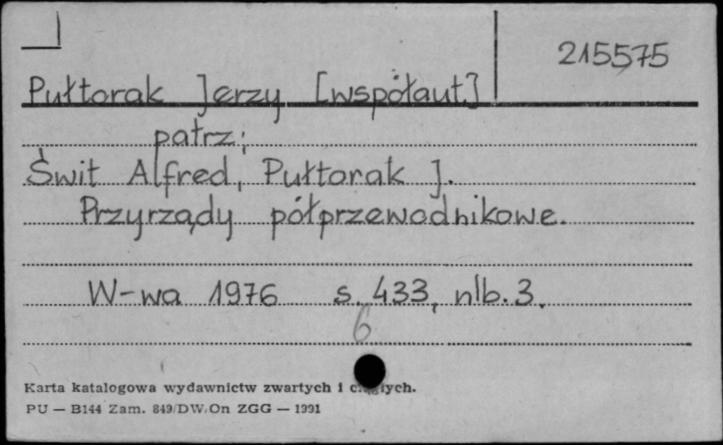 215575
Pułtorak Jerzy [współaut.]
patrz:
Świt Alfred, Pułtorak J.
Przyrządy półprzewodnikowe.
W-wa 1976 s. 433, nlb. 3.
6
Karta katalogowa wydawnictw zwartych i
PU — B144 Zam. 849/DW/On ZGG — 1991